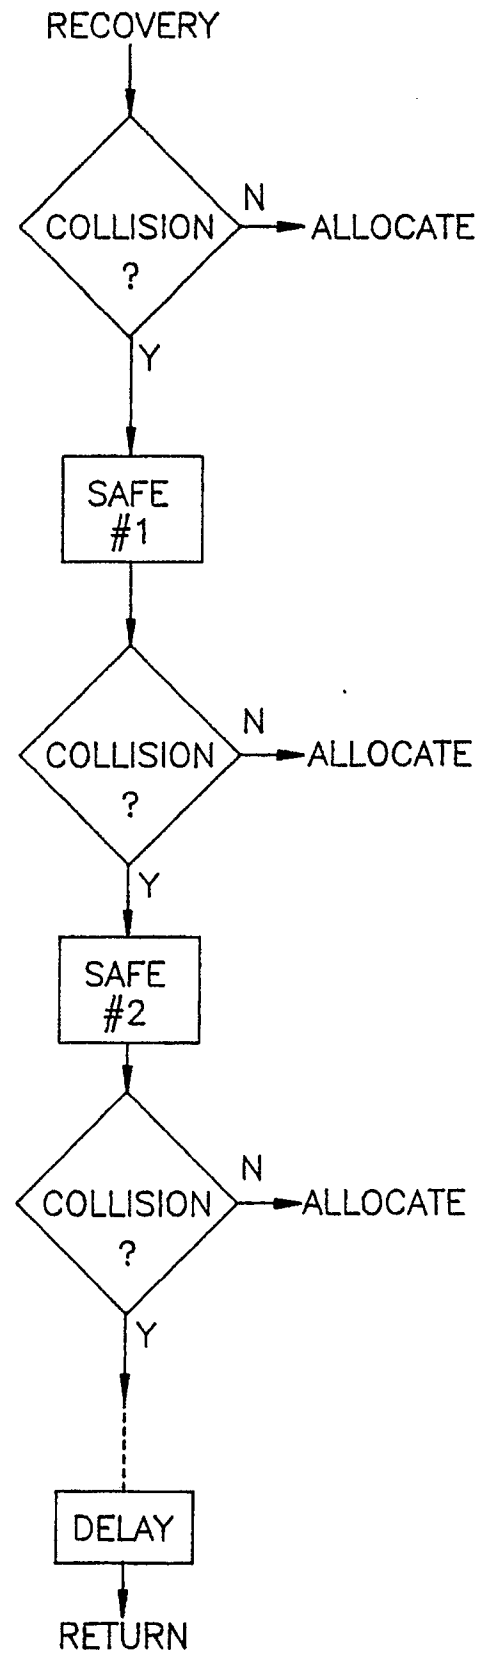 RECOVERY
N
COLLISION
ALLOCATE
?
Y
SAFE
#1
N
COLLISION
ALLOCATE
?
Y
SAFE
#2
N
COLLISION
ALLOCATE
?
Y
DELAY
RETURN